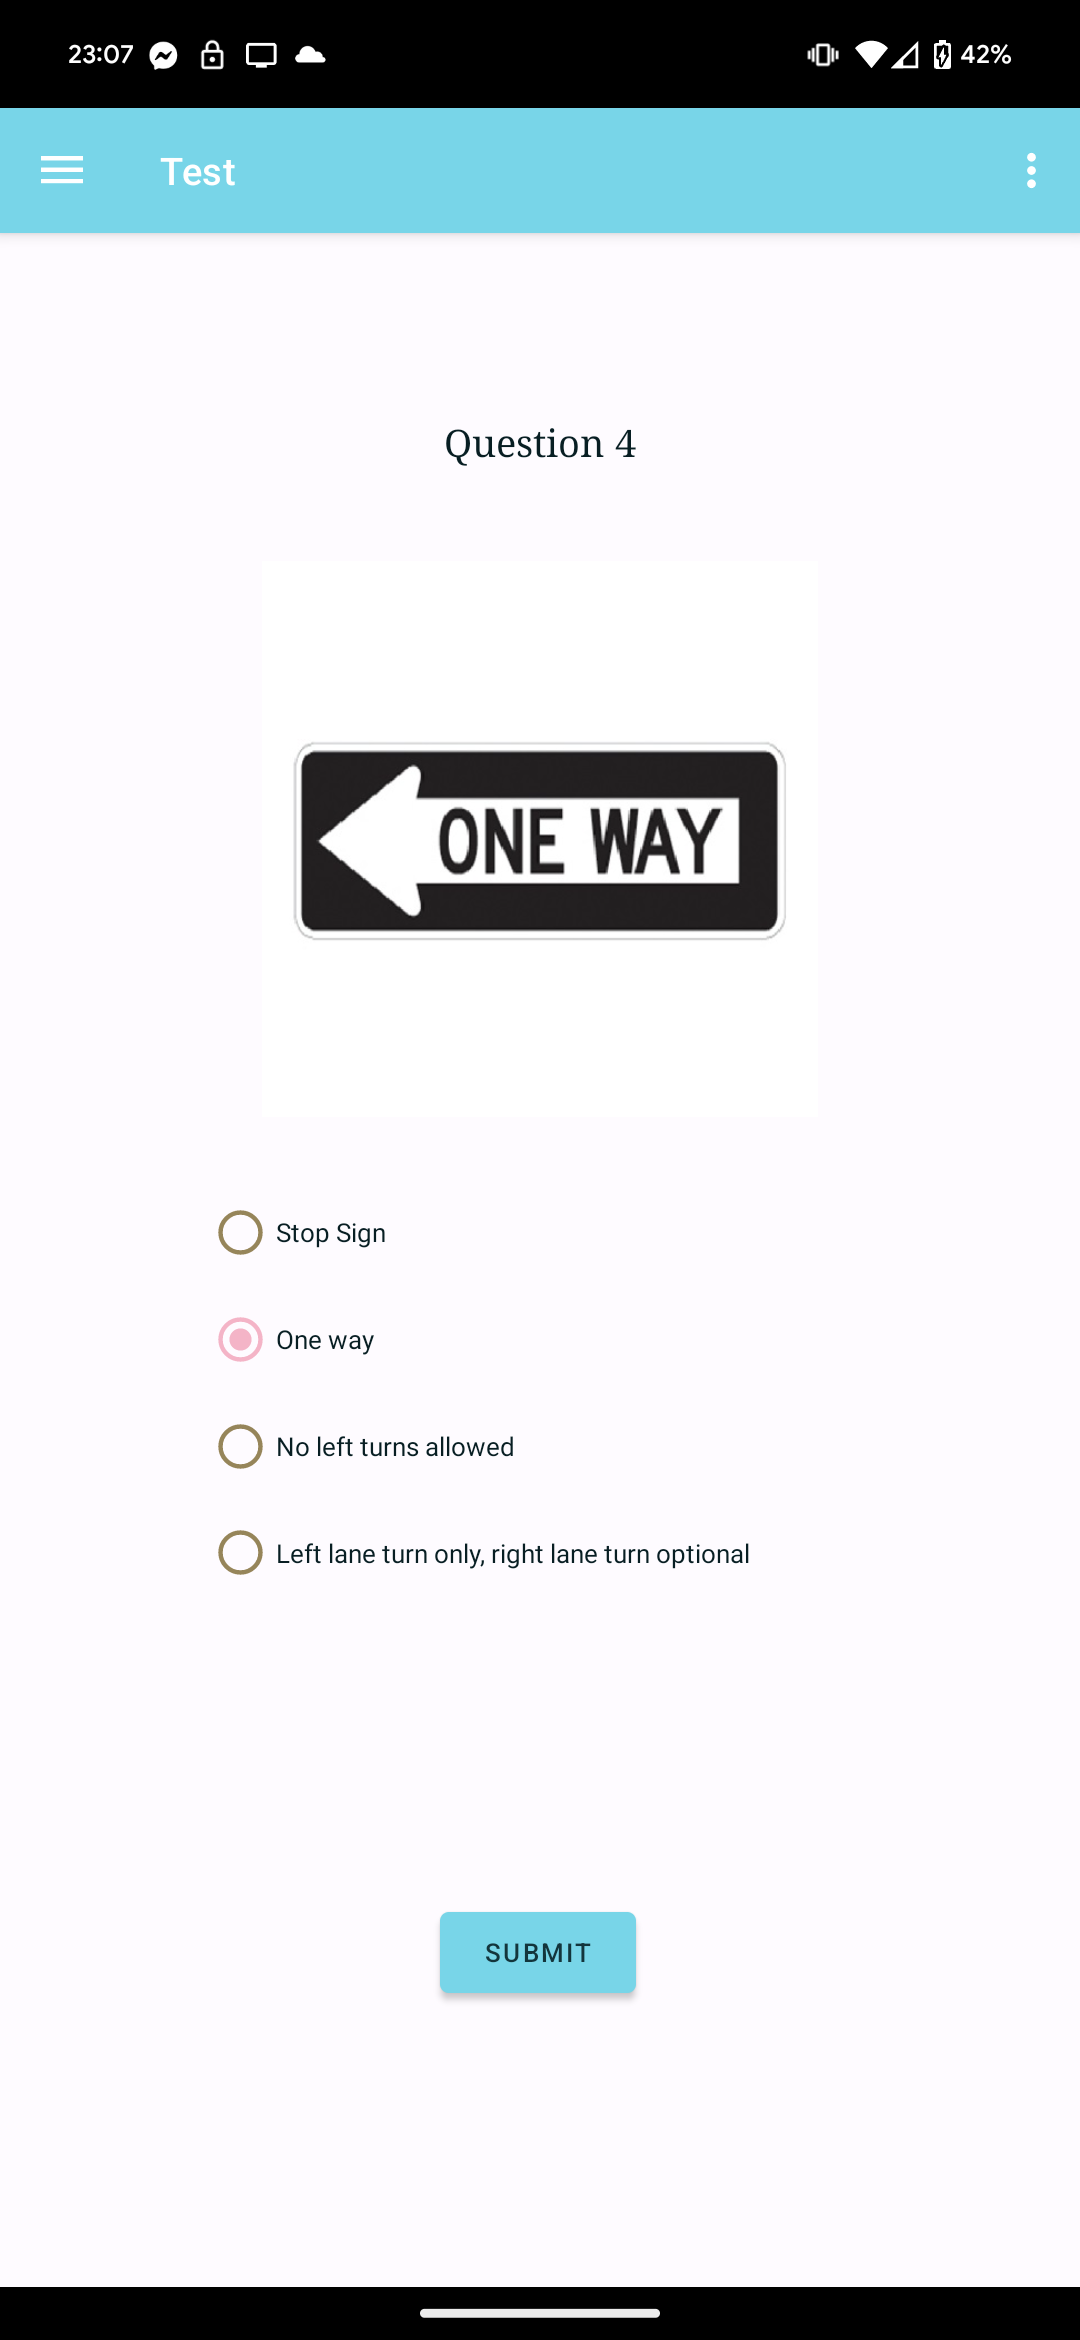 23:07
42%
Test
Question 4
ONE WAY
Stop Sign
One way
No left turns allowed
Left lane turn only, right lane turn optional
SUBMIT